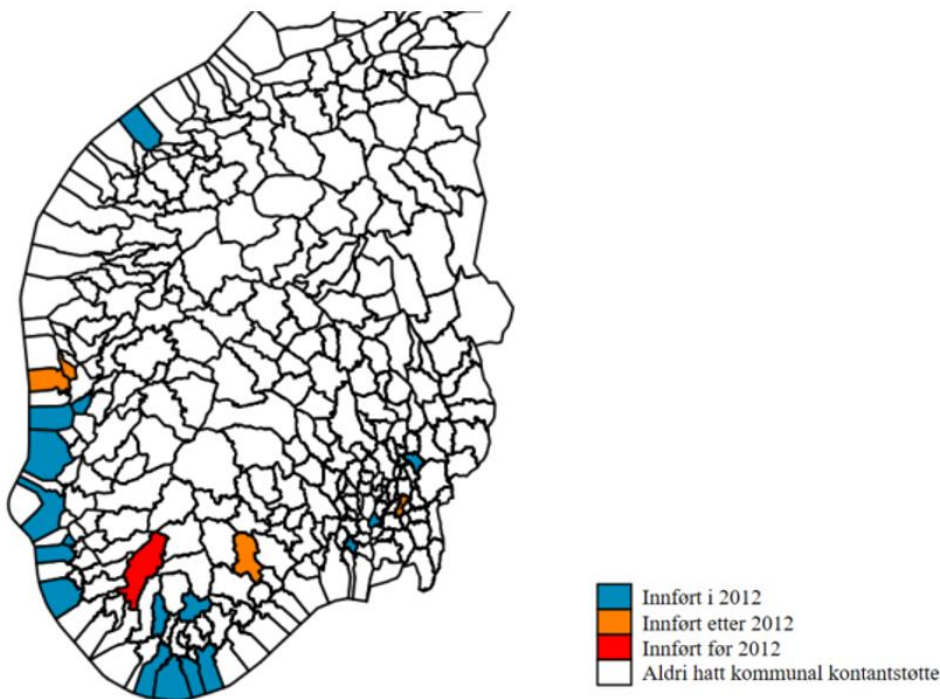 Innført i 2012
Innført etter 2012
Innført før 2012
Aldri hatt kommunal kontantstøtte